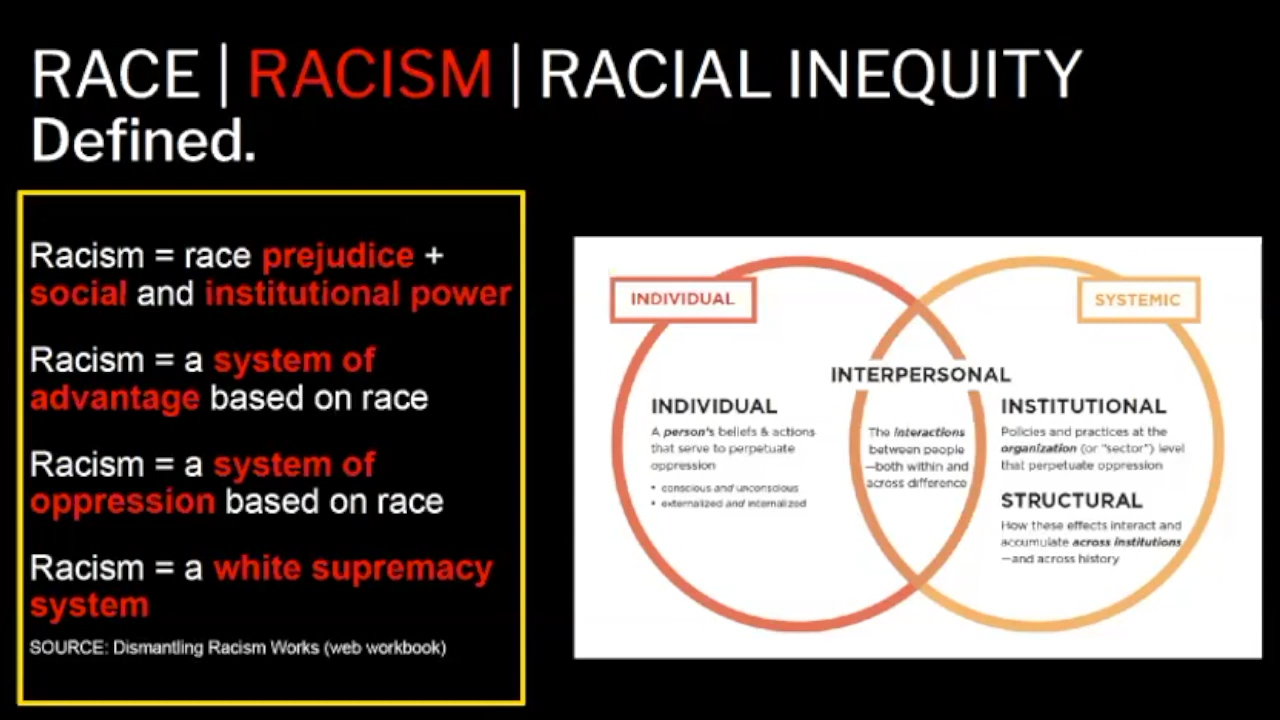 RACE | RACISM | RACIAL INEQUITY
Defined.
Racism = race prejudice +
social and institutional power
Racism = a system of
advantage based on race
Racism = a system of
oppression based on race
Racism = a white supremacy
system
SOURCE: Dismantling Racism Works (web workbook)
INDIVIDUAL
SYSTEMIC
INTERPERSONAL
INDIVIDUAL
A person's beliefs & actions
that serve to perpetuate
oppression
• conscious and unconscious
• externalized and internalized
The interactions
between people
—both within and
across difference
INSTITUTIONAL
Policies and practices at the
organization (or "sector") level
that perpetuate oppression
STRUCTURAL
How these effects interact and
accumulate across institutions
—and across history